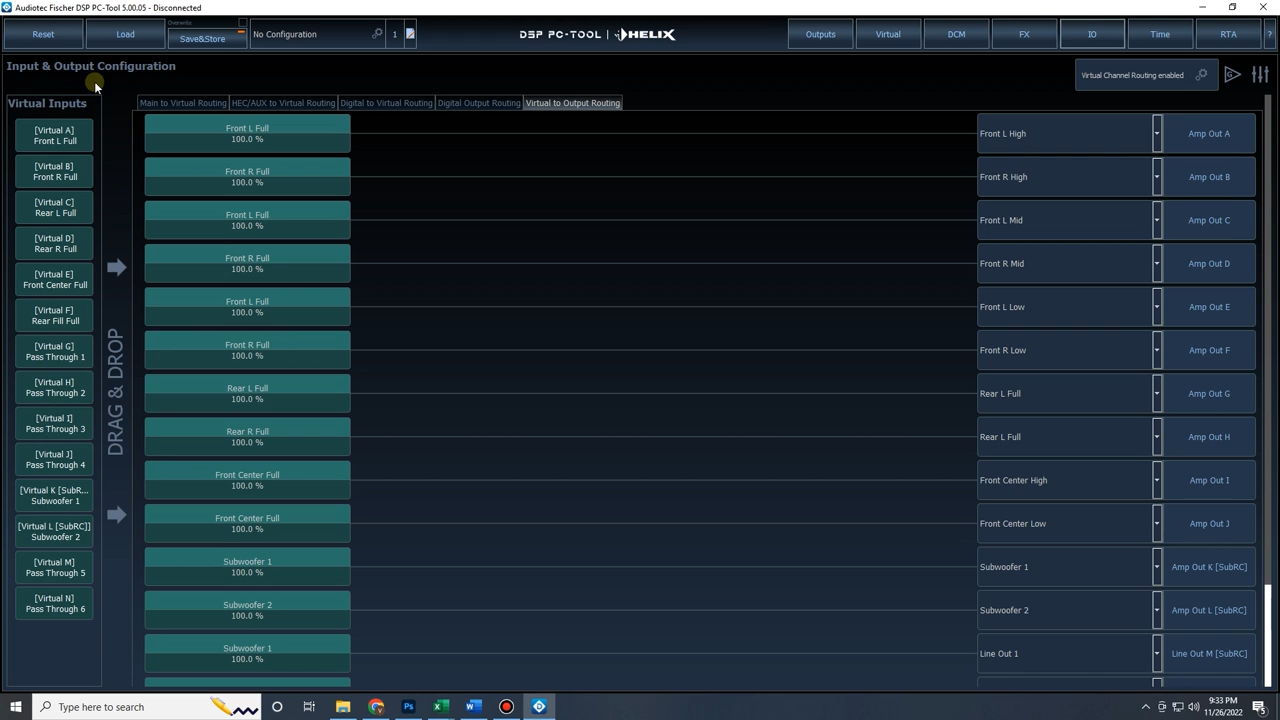 Audiotec Fischer DSP PC-Tool 5.00.05 - Disconnected
Reset
Load
Overwrite
Save&Store
No Configuration
1
DSP PC-TOOL
HELIX
Outputs
Virtual
DCM
FX
IO
Time
RTA
?
Input & Output Configuration
Virtual Channel Routing enabled
G
Virtual Inputs
Main to Virtual Routing
HEC/AUX to Virtual Routing
Digital to Virtual Routing
Digital Output Routing
Virtual to Output Routing
[Virtual A]
Front L Full
[Virtual B]
Front R Full
[Virtual C]
Rear L Full
[Virtual D]
Rear R Full
[Virtual E]
Front Center Full
[Virtual F]
Rear Fill Full
[Virtual G]
Pass Through 1
[Virtual H]
Pass Through 2
[Virtual I]
Pass Through 3
[Virtual J]
Pass Through 4
[Virtual K [SubR...
Subwoofer 1
[Virtual L [SubRC]]
Subwoofer 2
[Virtual M]
Pass Through 5
[Virtual N]
Pass Through 6
DRAG & DROP
Front L Full
100.0 %
Front L High
Amp Out A
Front R Full
100.0 %
Front R High
Amp Out B
Front L Full
100.0 %
Front L Mid
Amp Out C
Front R Full
100.0 %
Front R Mid
Amp Out D
Front L Full
100.0 %
Front L Low
Amp Out E
Front R Full
100.0 %
Front R Low
Amp Out F
Rear L Full
100.0 %
Rear L Full
Amp Out G
Rear R Full
100.0 %
Rear L Full
Amp Out H
Front Center Full
100.0 %
Front Center High
Amp Out I
Front Center Full
100.0 %
Front Center Low
Amp Out J
Subwoofer 1
100.0 %
Subwoofer 1
Amp Out K [SubRC]
Subwoofer 2
100.0 %
Subwoofer 2
Amp Out L [SubRC]
Subwoofer 1
100.0 %
Line Out 1
Line Out M [SubRC]
Type here to search
9:33 PM
11/26/2022
5